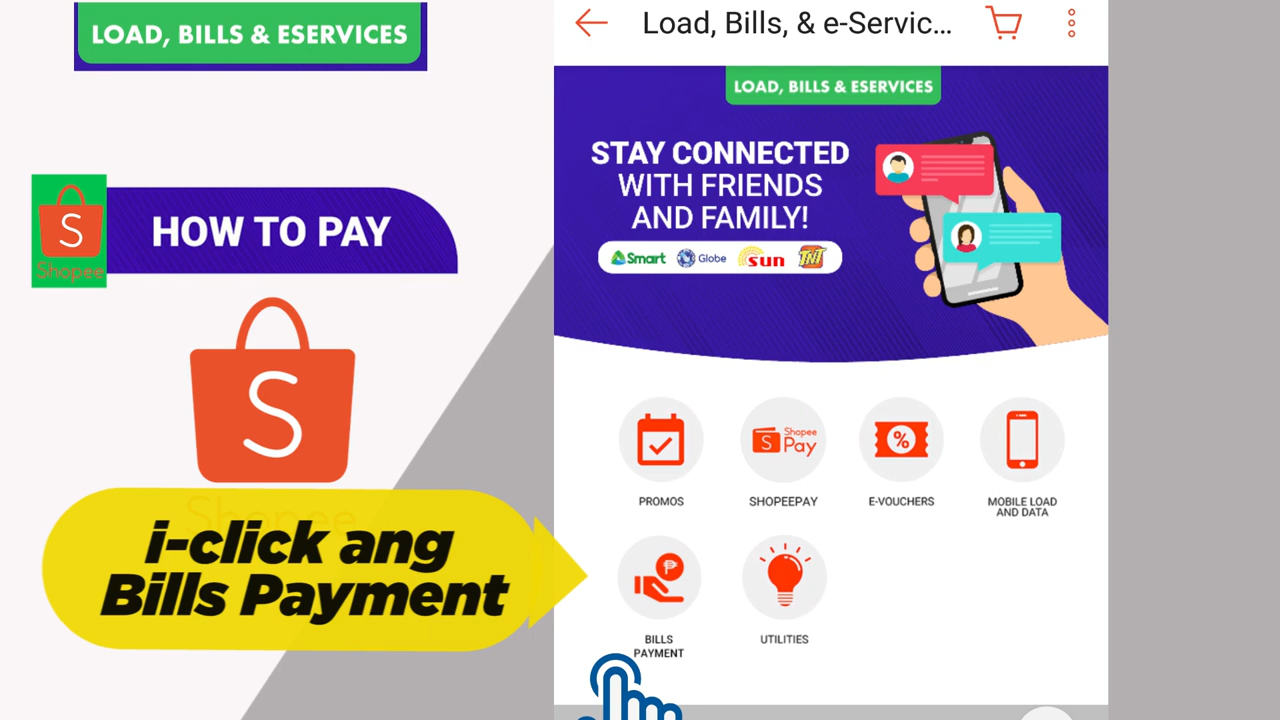 LOAD, BILLS & ESERVICES
HOW TO PAY
S
Shopee
S
Shopee
i-click ang
Bills Payment
Load, Bills, & e-Servic...
LOAD, BILLS & ESERVICES
STAY CONNECTED
WITH FRIENDS
AND FAMILY!
Smart Globe sun TNT
%
S Shopee Pay
PROMOS SHOPEEPAY E-VOUCHERS MOBILE LOAD
AND DATA
₱
BILLS UTILITIES
PAYMENT